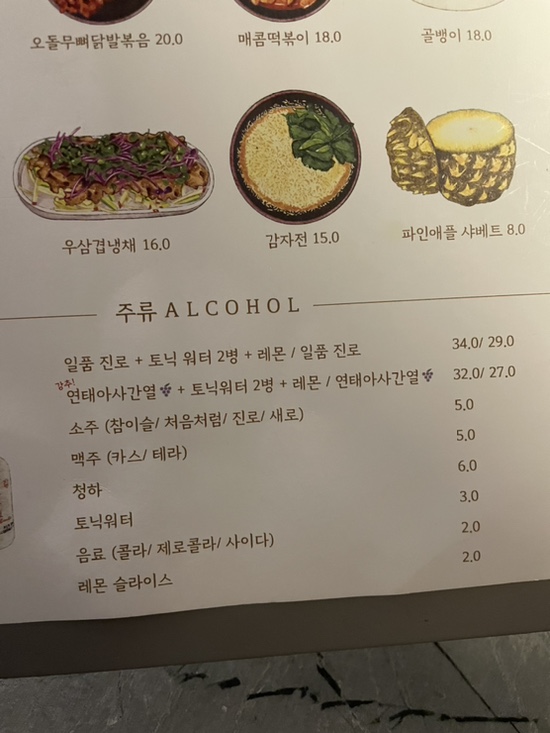 오돌무뼈닭발볶음 20.0
매콤떡볶이 18.0
골뱅이 18.0
우삼겹냉채 16.0
감자전 15.0
파인애플 샤베트 8.0
주류 ALCOHOL
일품 진로 + 토닉 워터 2병 + 레몬 / 일품 진로 34.0/ 29.0
강추!
연태아사간열 + 토닉워터 2병 + 레몬 / 연태아사간열 32.0/ 27.0
소주 (참이슬/ 처음처럼/ 진로/ 새로) 5.0
맥주 (카스/ 테라) 5.0
청하 6.0
토닉워터 3.0
음료 (콜라/ 제로콜라/ 사이다) 2.0
레몬 슬라이스 2.0